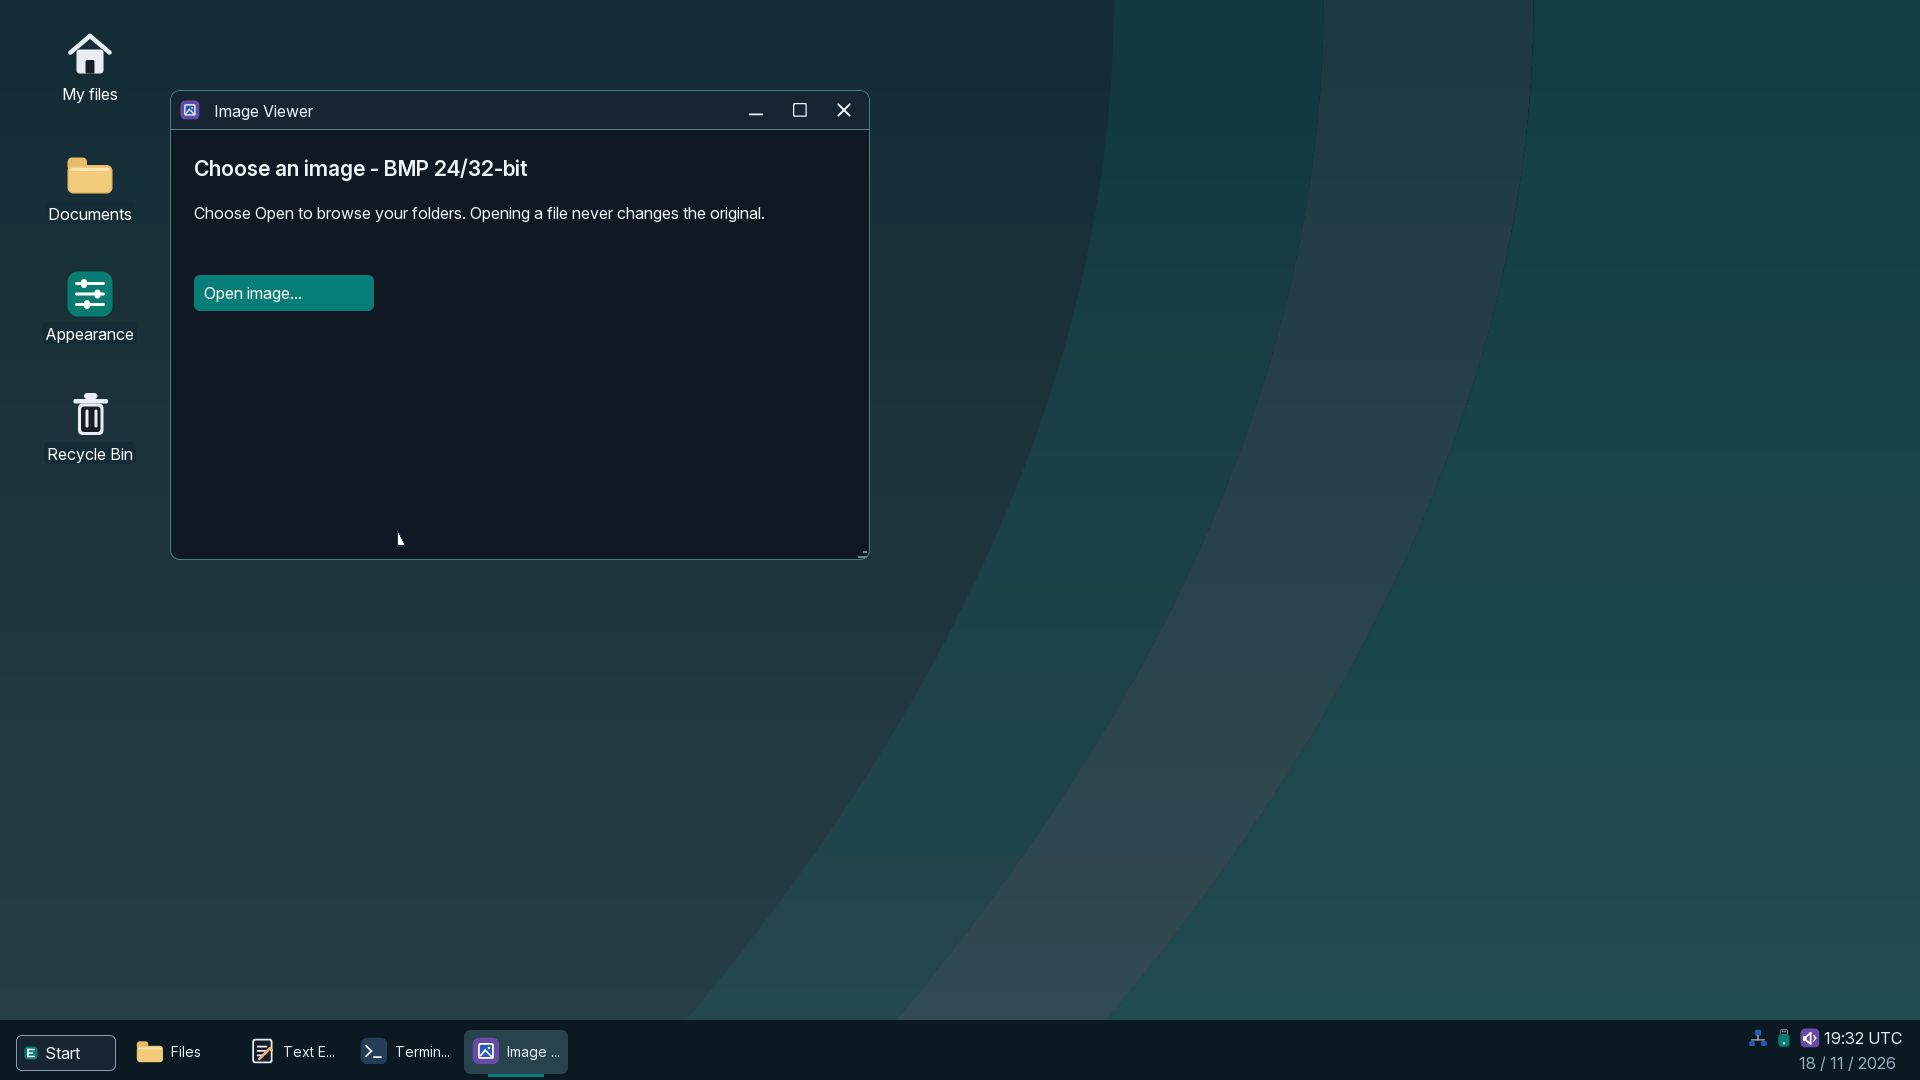 My files
Documents
Appearance
Recycle Bin
Image Viewer
Choose an image - BMP 24/32-bit
Choose Open to browse your folders. Opening a file never changes the original.
Open image...
Start
Files
Text E...
Termin...
Image ...
19:32 UTC
18 / 11 / 2026